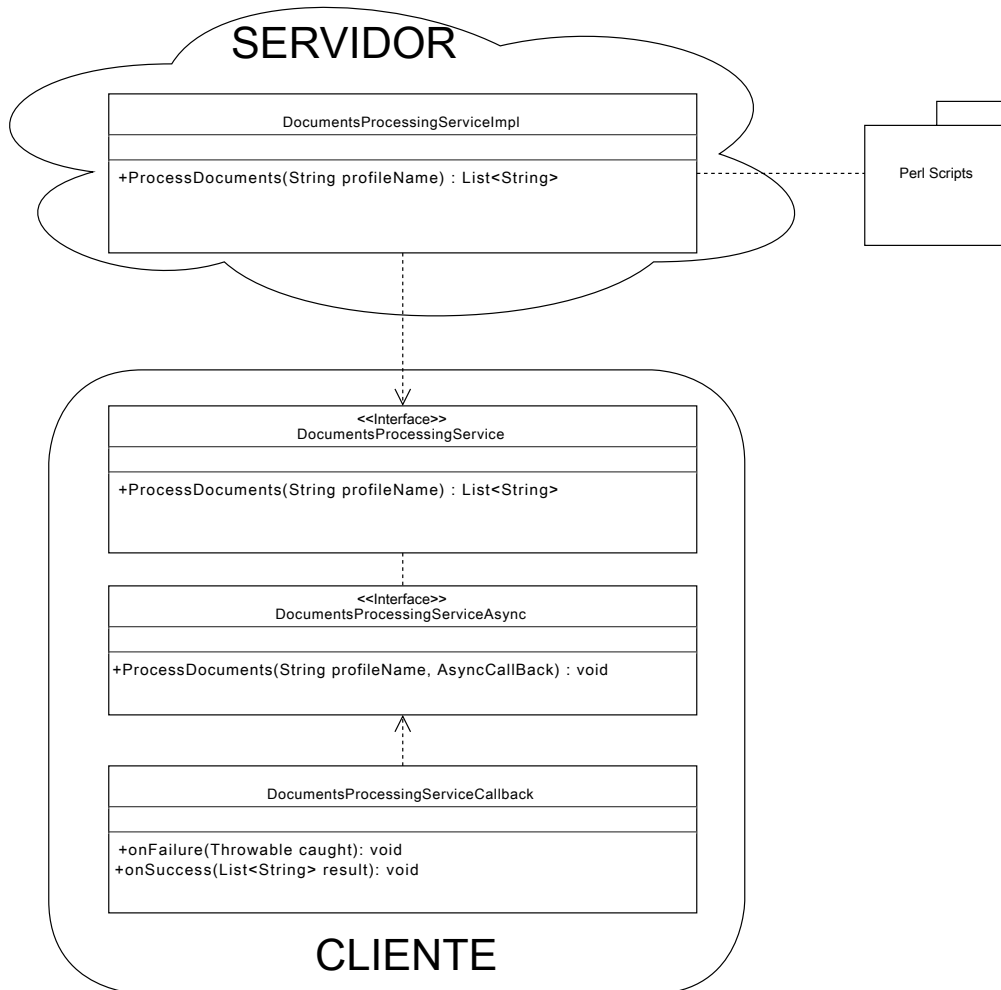 SERVIDOR
DocumentsProcessingServiceImpl
+ProcessDocuments(String profileName) : List<String>
Perl Scripts
<<Interface>>
DocumentsProcessingService
+ProcessDocuments(String profileName) : List<String>
<<Interface>>
DocumentsProcessingServiceAsync
+ProcessDocuments(String profileName, AsyncCallBack) : void
DocumentsProcessingServiceCallback
+onFailure(Throwable caught): void
+onSuccess(List<String> result): void
CLIENTE